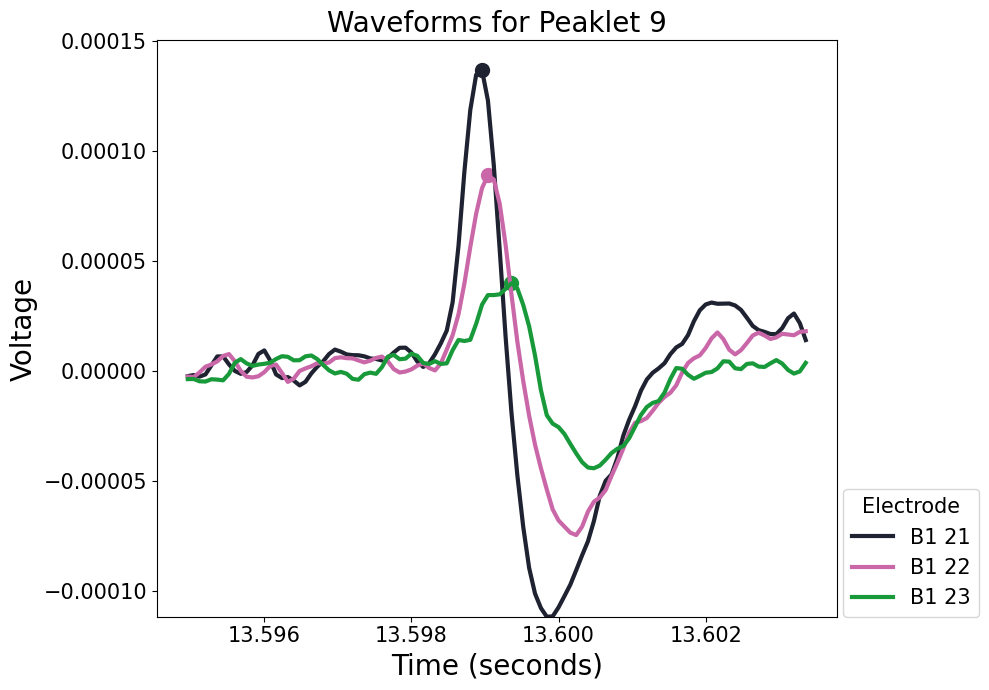 Waveforms for Peaklet 9
Voltage
0.00015
0.00010
0.00005
0.00000
−0.00005
−0.00010
13.596 13.598 13.600 13.602
Time (seconds)
Electrode
B1 21
B1 22
B1 23